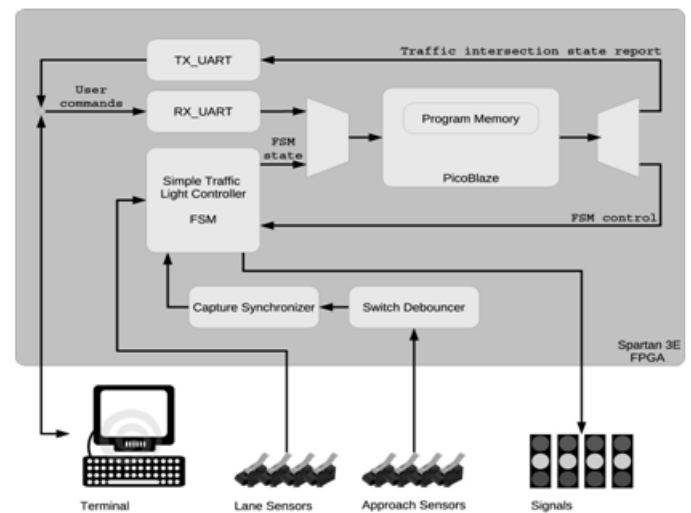 TX_UART
Traffic intersection state report
User
commands
RX_UART
Program Memory
PicoBlaze
FSM
state
Simple Traffic
Light Controller
FSM
FSM control
Capture Synchronizer
Switch Debouncer
Spartan 3E
FPGA
Terminal
Lane Sensors
Approach Sensors
Signals